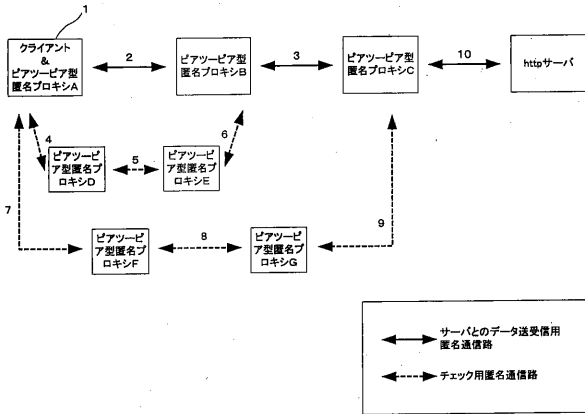 1
クライアント
&
ピアツーピア型
匿名プロキシA
2
ピアツーピア型
匿名プロキシB
3
ピアツーピア型
匿名プロキシC
10
httpサーバ
4
ピアツーピ
ア型匿名プ
ロキシD
5
ピアツーピ
ア型匿名プ
ロキシE
6
7
ピアツーピ
ア型匿名プ
ロキシF
8
ピアツーピ
ア型匿名プ
ロキシG
9
サーバとのデータ送受信用
匿名通信路
チェック用匿名通信路